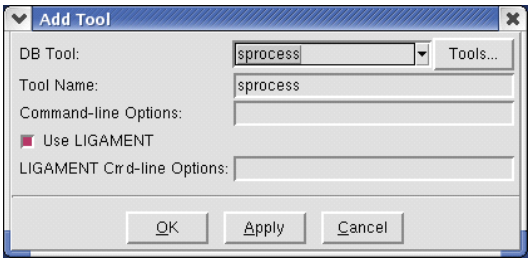 Add Tool
DB Tool: sprocess Tools...
Tool Name: sprocess
Command-line Options:
Use LIGAMENT
LIGAMENT Cmd-line Options:
OK Apply Cancel